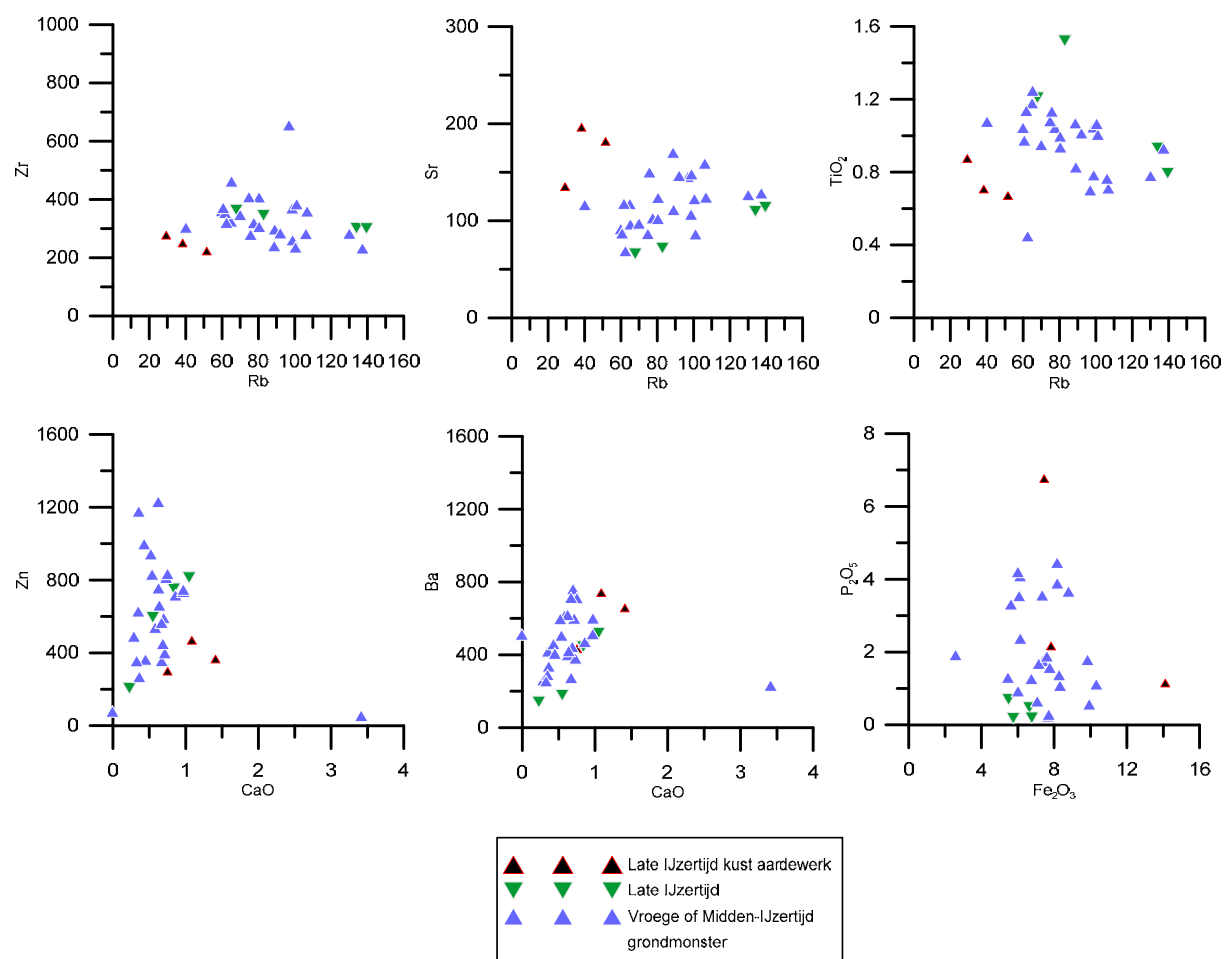 1000
800
600
400
200
0
Zr
0 20 40 60 80 100 120 140 160
Rb
300
200
100
0
Sr
0 20 40 60 80 100 120 140 160
Rb
1.6
1.2
0.8
0.4
0
TiO₂
0 20 40 60 80 100 120 140 160
Rb
1600
1200
800
400
0
Zn
0 1 2 3 4
CaO
1600
1200
800
400
0
Ba
0 1 2 3 4
CaO
8
6
4
2
0
P₂O₅
0 4 8 12 16
Fe₂O₃
Late IJzertijd kust aardewerk
Late IJzertijd
Vroege of Midden-IJzertijd
grondmonster